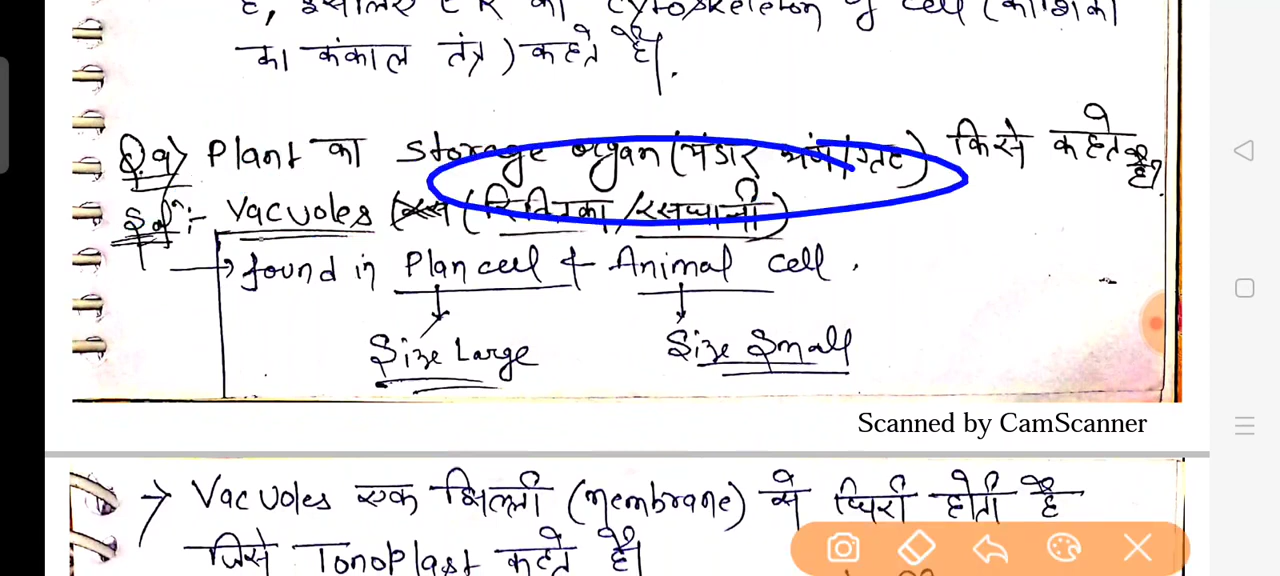 है, इसलिए ER को Cytoskeleton of cell (कोशिका
का कंकाल तंत्र) कहते हैं।
Q.9> Plant का storage organ (भंडार गृह) किसे कहते है?
Solⁿ:- Vacuoles (रिक्तिका/रसधानी)
→ found in Plan cell & Animal cell.
Size Large Size Small
Scanned by CamScanner
→ Vacuoles एक झिल्ली (membrane) से घिरी होती है
जिसे Tonoplast कहते है।